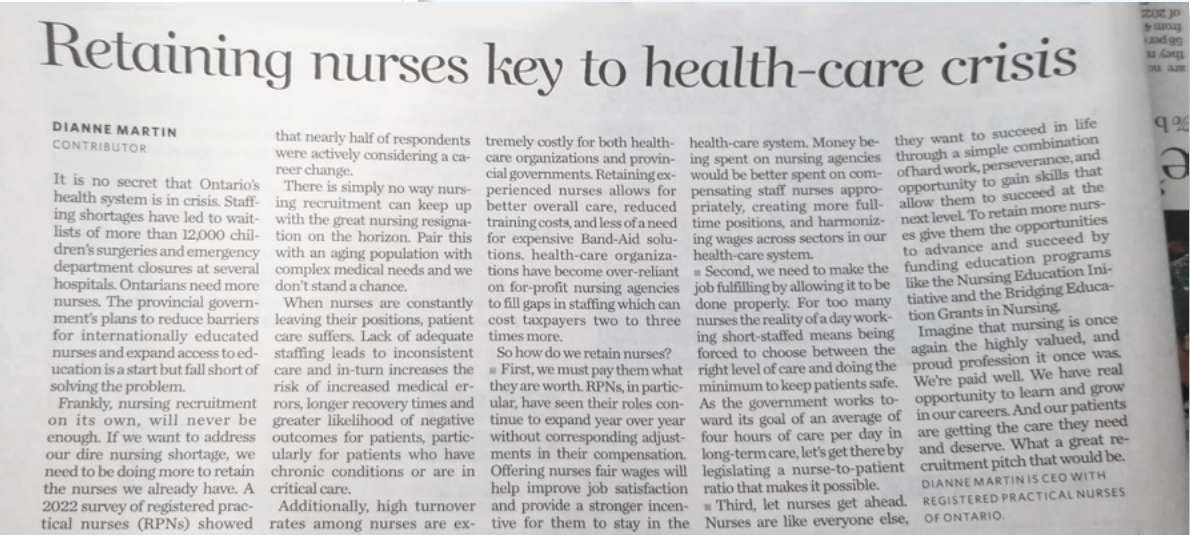 Retaining nurses key to health-care crisis
DIANNE MARTIN
CONTRIBUTOR
It is no secret that Ontario's
health system is in crisis. Staff-
ing shortages have led to wait-
lists of more than 12,000 chil-
dren's surgeries and emergency
department closures at several
hospitals. Ontarians need more
nurses. The provincial govern-
ment's plans to reduce barriers
for internationally educated
nurses and expand access to ed-
ucation is a start but fall short of
solving the problem.
Frankly, nursing recruitment
on its own, will never be
enough. If we want to address
our dire nursing shortage, we
need to be doing more to retain
the nurses we already have. A
2022 survey of registered prac-
tical nurses (RPNs) showed
that nearly half of respondents
were actively considering a ca-
reer change.
There is simply no way nurs-
ing recruitment can keep up
with the great nursing resigna-
tion on the horizon. Pair this
with an aging population with
complex medical needs and we
don't stand a chance.
When nurses are constantly
leaving their positions, patient
care suffers. Lack of adequate
staffing leads to inconsistent
care and in-turn increases the
risk of increased medical er-
rors, longer recovery times and
greater likelihood of negative
outcomes for patients, partic-
ularly for patients who have
chronic conditions or are in
critical care.
Additionally, high turnover
rates among nurses are ex-
tremely costly for both health-
care organizations and provin-
cial governments. Retaining ex-
perienced nurses allows for
better overall care, reduced
training costs, and less of a need
for expensive Band-Aid solu-
tions. health-care organiza-
tions have become over-reliant
on for-profit nursing agencies
to fill gaps in staffing which can
cost taxpayers two to three
times more.
So how do we retain nurses?
■ First, we must pay them what
they are worth. RPNs, in partic-
ular, have seen their roles con-
tinue to expand year over year
without corresponding adjust-
ments in their compensation.
Offering nurses fair wages will
help improve job satisfaction
and provide a stronger incen-
tive for them to stay in the
health-care system. Money be-
ing spent on nursing agencies
would be better spent on com-
pensating staff nurses appro-
priately, creating more full-
time positions, and harmoniz-
ing wages across sectors in our
health-care system.
■ Second, we need to make the
job fulfilling by allowing it to be
done properly. For too many
nurses the reality of a day work-
ing short-staffed means being
forced to choose between the
right level of care and doing the
minimum to keep patients safe.
As the government works to-
ward its goal of an average of
four hours of care per day in
long-term care, let's get there by
legislating a nurse-to-patient
ratio that makes it possible.
■ Third, let nurses get ahead.
Nurses are like everyone else,
they want to succeed in life
through a simple combination
of hard work, perseverance, and
opportunity to gain skills that
allow them to succeed at the
next level. To retain more nurs-
es give them the opportunities
to advance and succeed by
funding education programs
like the Nursing Education Ini-
tiative and the Bridging Educa-
tion Grants in Nursing.
Imagine that nursing is once
again the highly valued, and
proud profession it once was.
We're paid well. We have real
opportunity to learn and grow
in our careers. And our patients
are getting the care they need
and deserve. What a great re-
cruitment pitch that would be.
DIANNE MARTIN IS CEO WITH
REGISTERED PRACTICAL NURSES
OF ONTARIO.